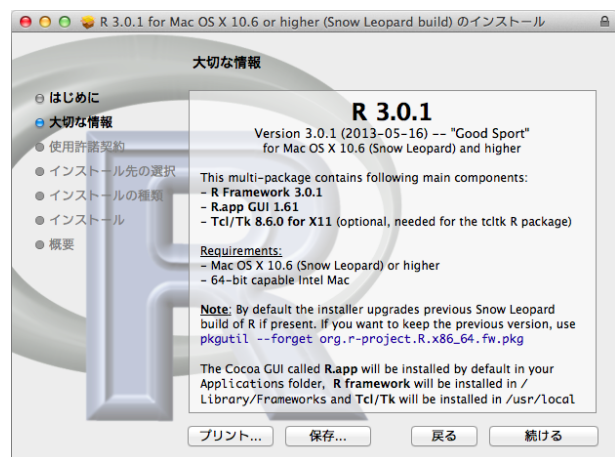 R 3.0.1 for Mac OS X 10.6 or higher (Snow Leopard build) のインストール
大切な情報
はじめに
大切な情報
使用許諾契約
インストール先の選択
インストールの種類
インストール
概要
R 3.0.1
Version 3.0.1 (2013-05-16) -- "Good Sport"
for Mac OS X 10.6 (Snow Leopard) and higher
This multi-package contains following main components:
- R Framework 3.0.1
- R.app GUI 1.61
- Tcl/Tk 8.6.0 for X11 (optional, needed for the tcltk R package)
Requirements:
- Mac OS X 10.6 (Snow Leopard) or higher
- 64-bit capable Intel Mac
Note: By default the installer upgrades previous Snow Leopard
build of R if present. If you want to keep the previous version, use
pkgutil --forget org.r-project.R.x86_64.fw.pkg
The Cocoa GUI called R.app will be installed by default in your
Applications folder, R framework will be installed in /
Library/Frameworks and Tcl/Tk will be installed in /usr/local
プリント...
保存...
戻る
続ける